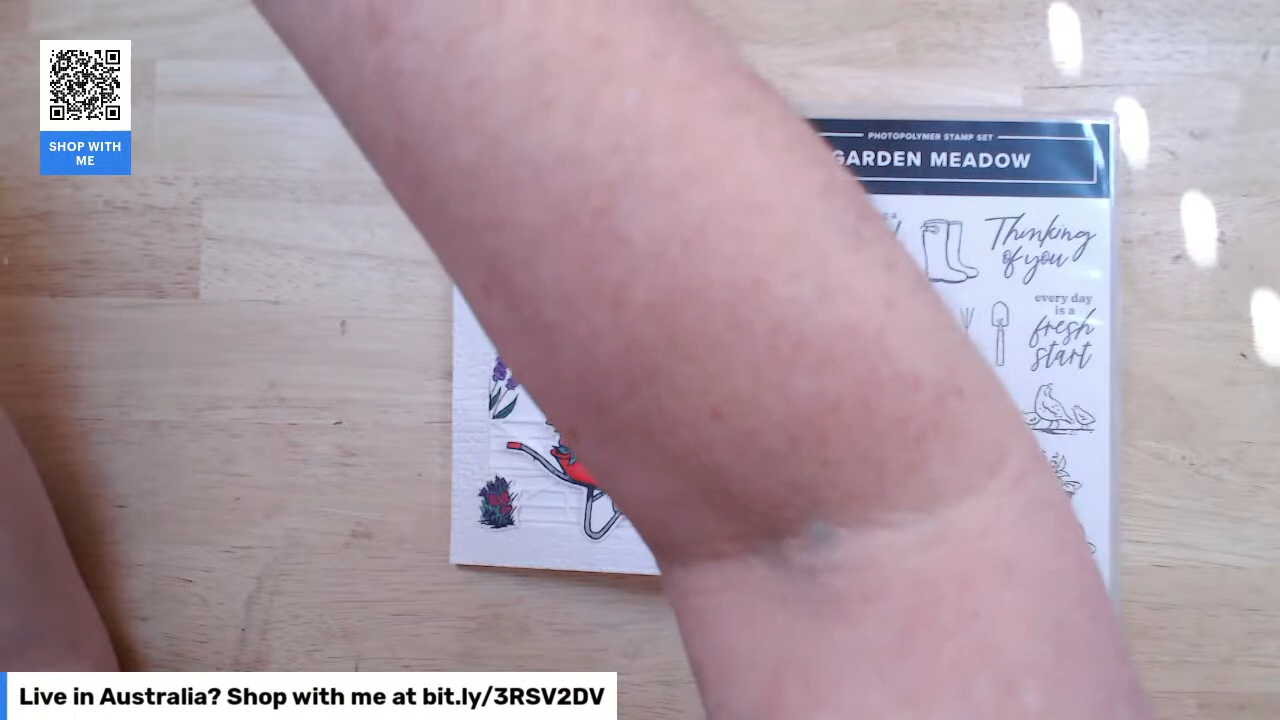 SHOP WITH
ME
PHOTOPOLYMER STAMP SET
GARDEN MEADOW
Thinking
of you
every day
is a
fresh
start
Live in Australia? Shop with me at bit.ly/3RSV2DV